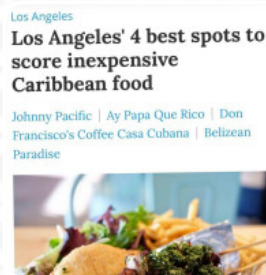 Los Angeles
Los Angeles' 4 best spots to
score inexpensive
Caribbean food
Johnny Pacific | Ay Papa Que Rico | Don
Francisco's Coffee Casa Cubana | Belizean
Paradise